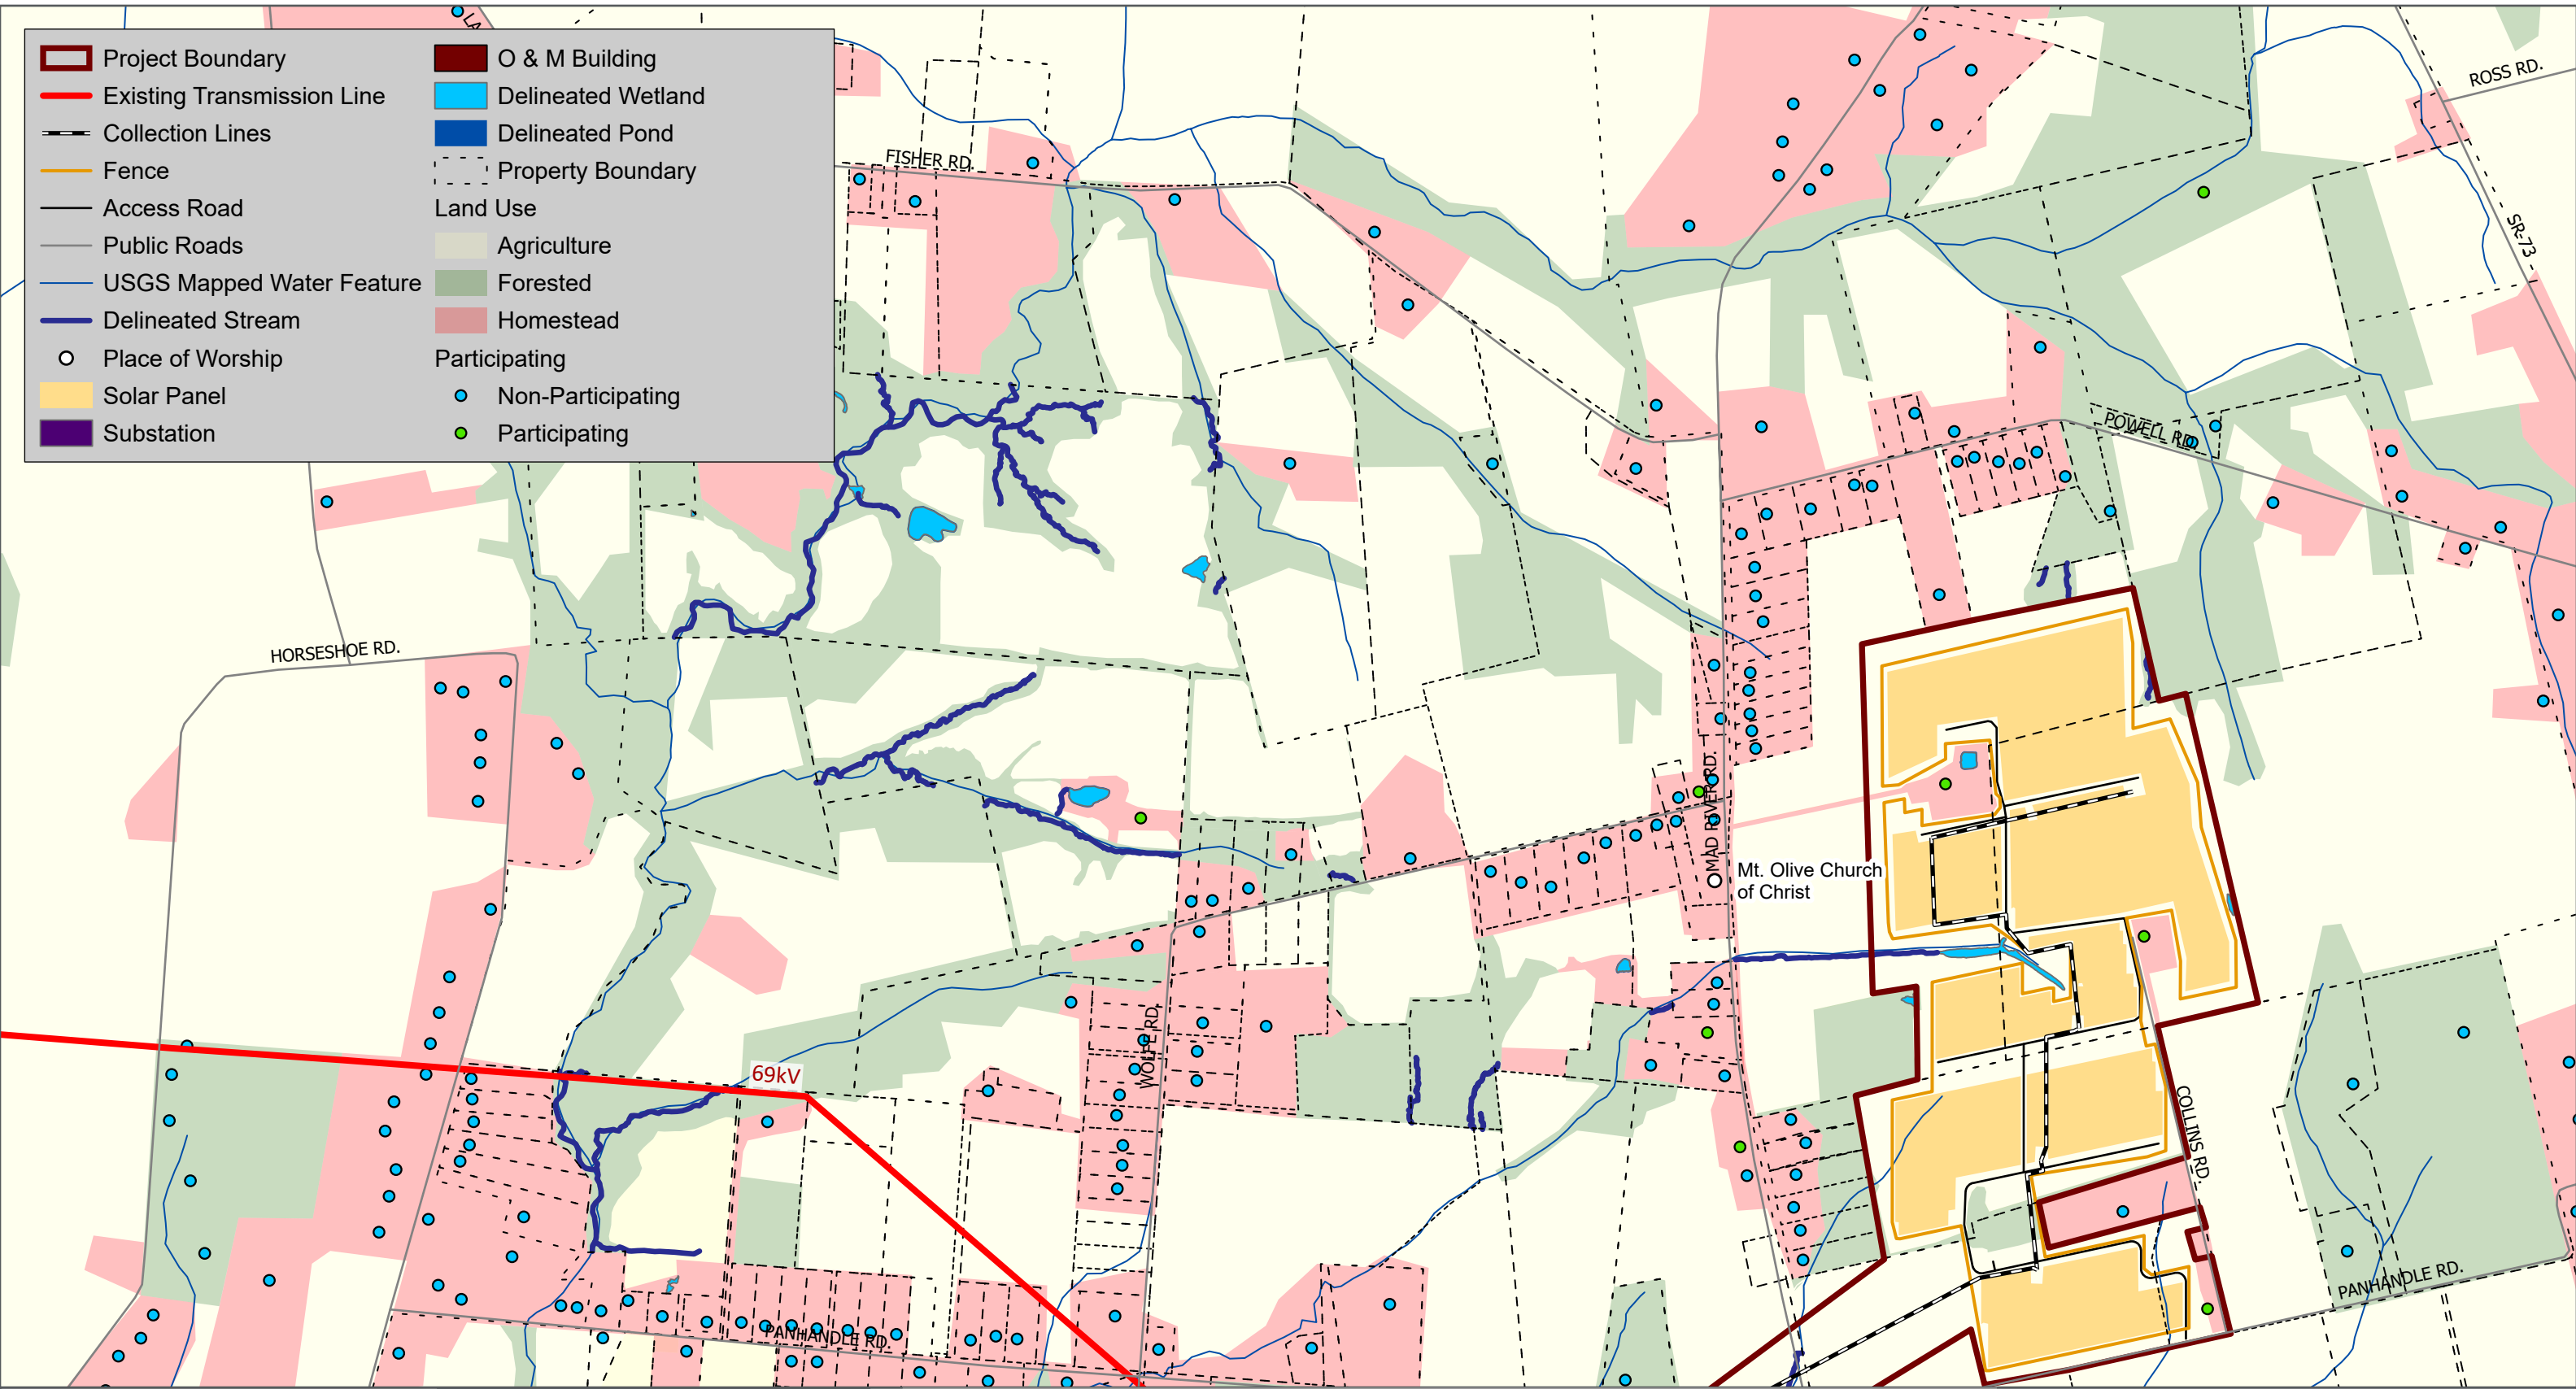 LA
Project Boundary
Existing Transmission Line
Collection Lines
Fence
Access Road
Public Roads
USGS Mapped Water Feature
Delineated Stream
Place of Worship
Solar Panel
Substation
O & M Building
Delineated Wetland
Delineated Pond
Property Boundary
Land Use
Agriculture
Forested
Homestead
Participating
Non-Participating
Participating
ROSS RD.
FISHER RD.
SR-73
POWELL RD.
HORSESHOE RD.
MAD RIVER RD.
Mt. Olive Church
of Christ
WOLFE RD.
69kV
COLLINS RD.
PANHANDLE RD.
PANHANDLE RD.